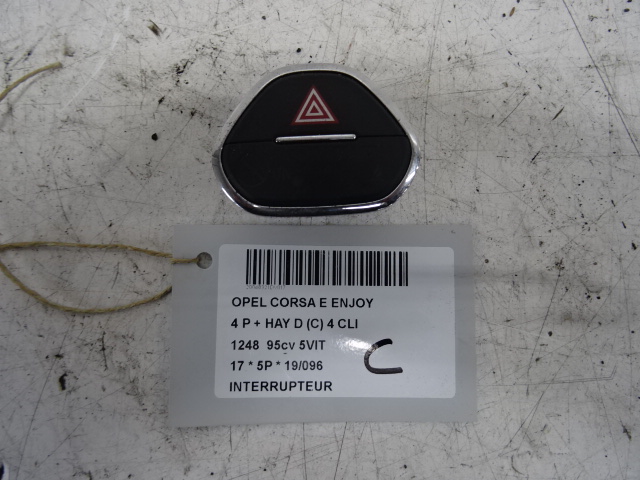 OPEL CORSA E ENJOY
4 P + HAY D (C) 4 CLI
1248 95cv 5VIT
17 * 5P * 19/096
INTERRUPTEUR
C